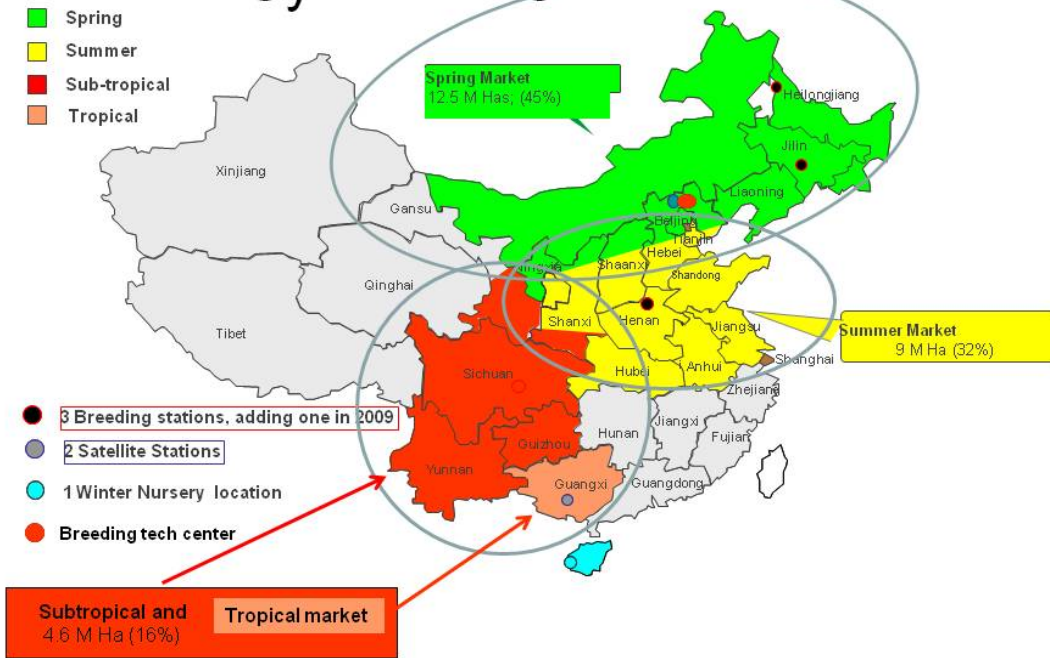 Spring
Summer
Sub-tropical
Tropical
Spring Market
12.5 M Has; (45%)
Heilongjiang
Jilin
Liaoning
Xinjiang
Gansu
Beijing
Tianjin
Hebei
Ningxia
Shaanxi
Shandong
Qinghai
Tibet
Shanxi
Henan
Jiangsu
Summer Market
9 M Ha (32%)
Shanghai
Sichuan
Hubei
Anhui
Zhejiang
3 Breeding stations, adding one in 2009
2 Satellite Stations
1 Winter Nursery location
Breeding tech center
Hunan
Jiangxi
Fujian
Guizhou
Yunnan
Guangxi
Guangdong
Subtropical and
4.6 M Ha (16%)
Tropical market